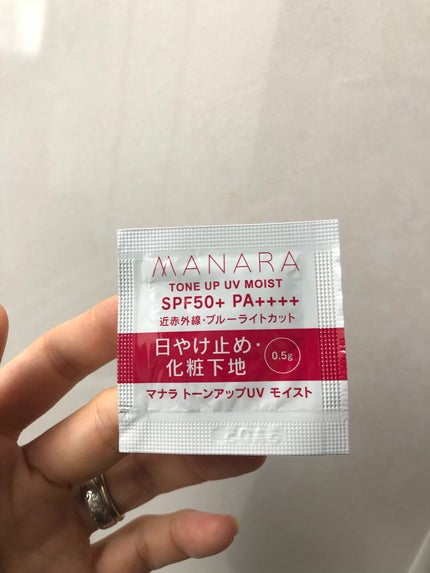 MANARA
TONE UP UV MOIST
SPF50+ PA++++
近赤外線・ブルーライトカット
日やけ止め・
化粧下地
0.5g
マナラ トーンアップUV モイスト